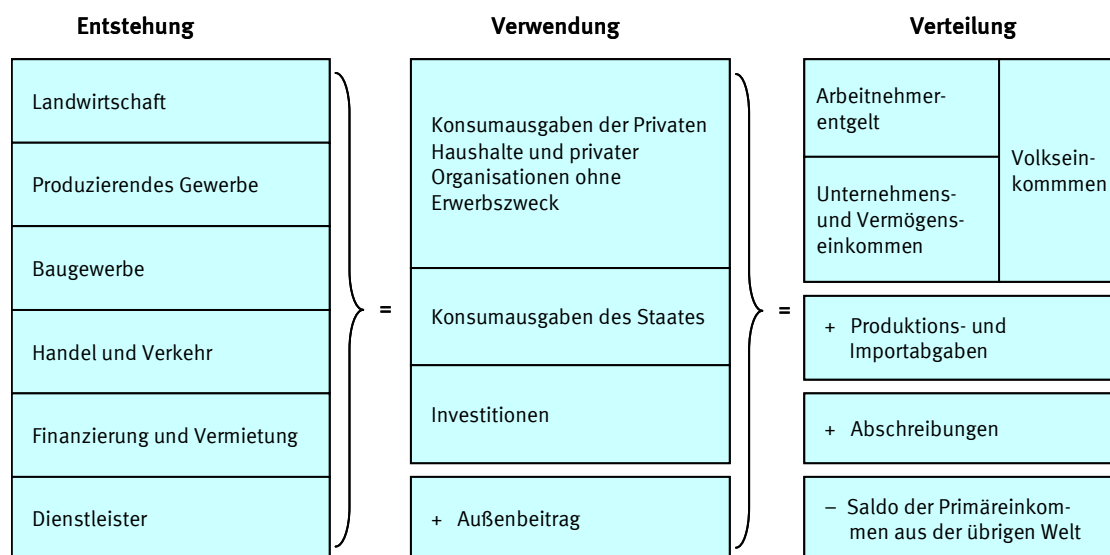 Entstehung
Landwirtschaft
Produzierendes Gewerbe
Baugewerbe
Handel und Verkehr
Finanzierung und Vermietung
Dienstleister
=
Verwendung
Konsumausgaben der Privaten
Haushalte und privater
Organisationen ohne
Erwerbszweck
Konsumausgaben des Staates
Investitionen
+ Außenbeitrag
=
Verteilung
Arbeitnehmer-
entgelt
Unternehmens-
und Vermögens-
einkommen
Volksein-
kommmen
+ Produktions- und
Importabgaben
+ Abschreibungen
– Saldo der Primäreinkom-
men aus der übrigen Welt